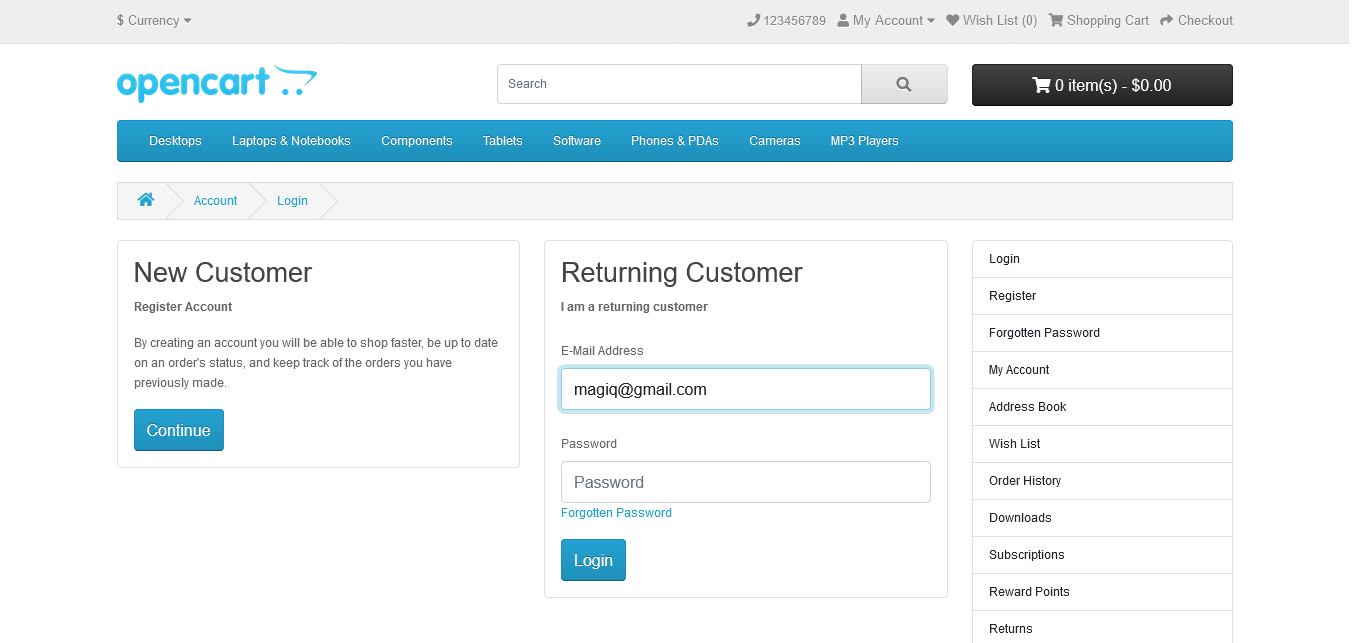 $ Currency
123456789 My Account Wish List (0) Shopping Cart Checkout
opencart
Search
0 item(s) - $0.00
Desktops Laptops & Notebooks Components Tablets Software Phones & PDAs Cameras MP3 Players
Account Login
New Customer
Register Account
By creating an account you will be able to shop faster, be up to date
on an order's status, and keep track of the orders you have
previously made.
Continue
Returning Customer
I am a returning customer
E-Mail Address
magiq@gmail.com
Password
Password
Forgotten Password
Login
Login
Register
Forgotten Password
My Account
Address Book
Wish List
Order History
Downloads
Subscriptions
Reward Points
Returns